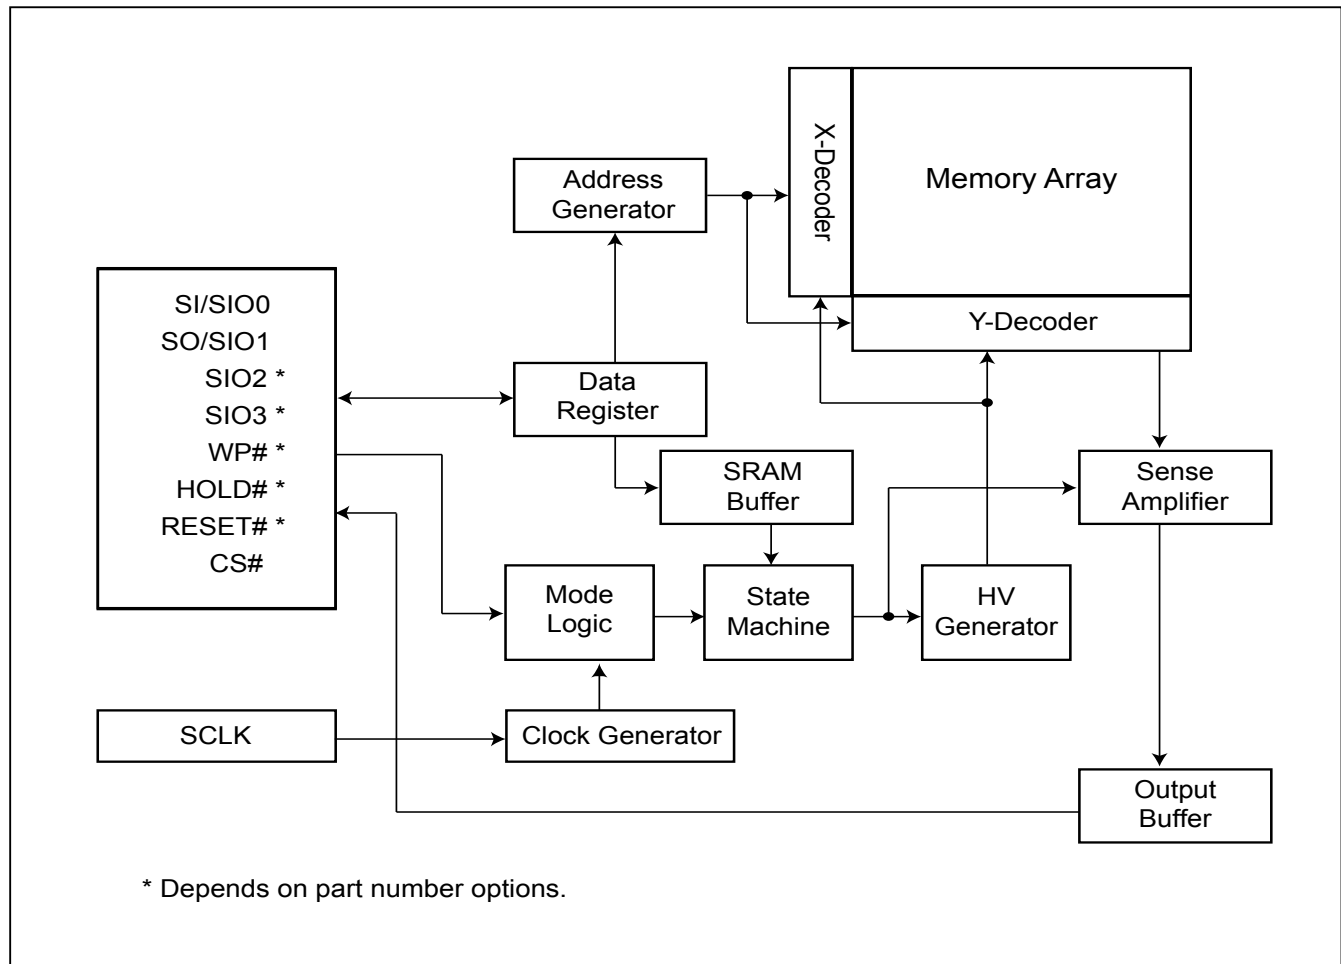 X-Decoder
Memory Array
Address
Generator
SI/SIO0
SO/SIO1
SIO2 *
SIO3 *
WP# *
HOLD# *
RESET# *
CS#
Y-Decoder
Data
Register
SRAM
Buffer
Sense
Amplifier
Mode
Logic
State
Machine
HV
Generator
SCLK
Clock Generator
Output
Buffer
* Depends on part number options.